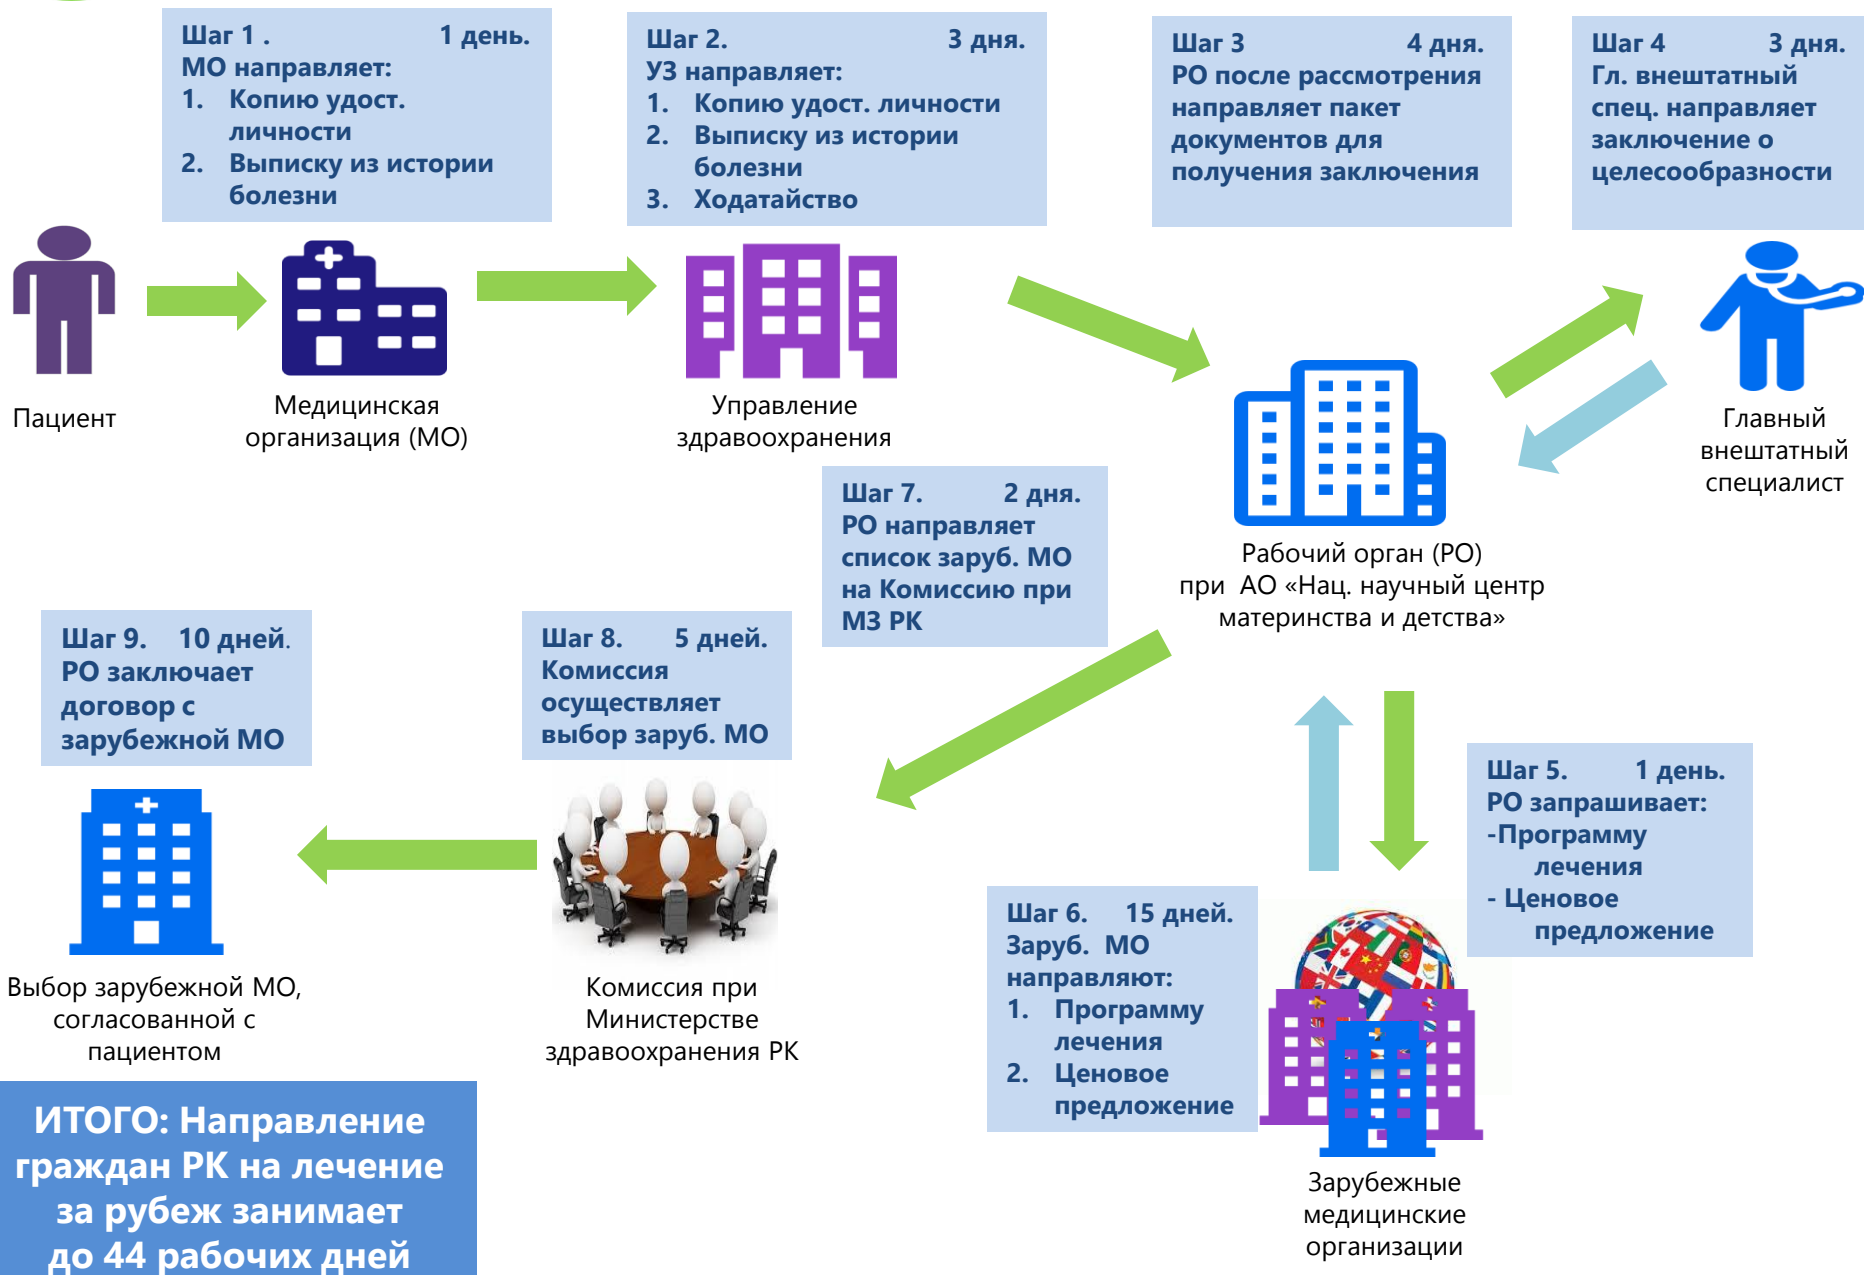 Шаг 1 . 1 день.
МО направляет:
1. Копию удост.
личности
2. Выписку из истории
болезни
Шаг 2. 3 дня.
УЗ направляет:
1. Копию удост. личности
2. Выписку из истории
болезни
3. Ходатайство
Шаг 3 4 дня.
РО после рассмотрения
направляет пакет
документов для
получения заключения
Шаг 4 3 дня.
Гл. внештатный
спец. направляет
заключение о
целесообразности
Пациент
Медицинская
организация (МО)
Управление
здравоохранения
Главный
внештатный
специалист
Рабочий орган (РО)
при АО «Нац. научный центр
материнства и детства»
Шаг 7. 2 дня.
РО направляет
список заруб. МО
на Комиссию при
МЗ РК
Шаг 9. 10 дней.
РО заключает
договор с
зарубежной МО
Шаг 8. 5 дней.
Комиссия
осуществляет
выбор заруб. МО
Шаг 5. 1 день.
РО запрашивает:
-Программу
лечения
- Ценовое
предложение
Шаг 6. 15 дней.
Заруб. МО
направляют:
1. Программу
лечения
2. Ценовое
предложение
Выбор зарубежной МО,
согласованной с
пациентом
Комиссия при
Министерстве
здравоохранения РК
Зарубежные
медицинские
организации
ИТОГО: Направление
граждан РК на лечение
за рубеж занимает
до 44 рабочих дней